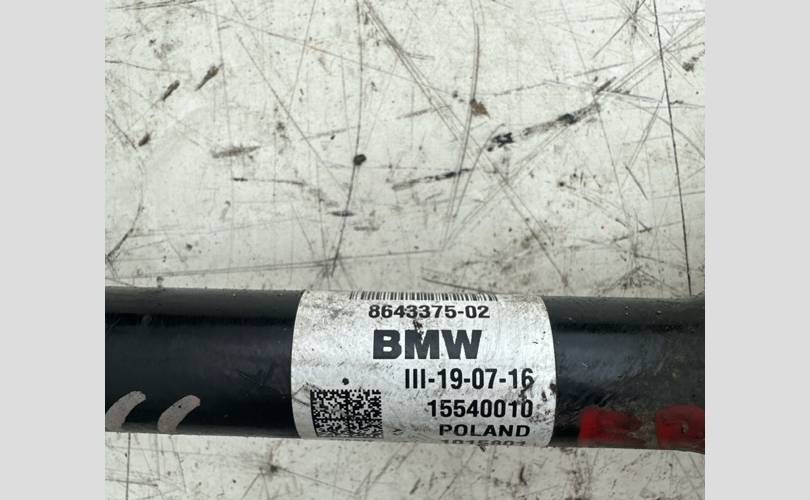 8643375-02
BMW
III-19-07-16
15540010
POLAND